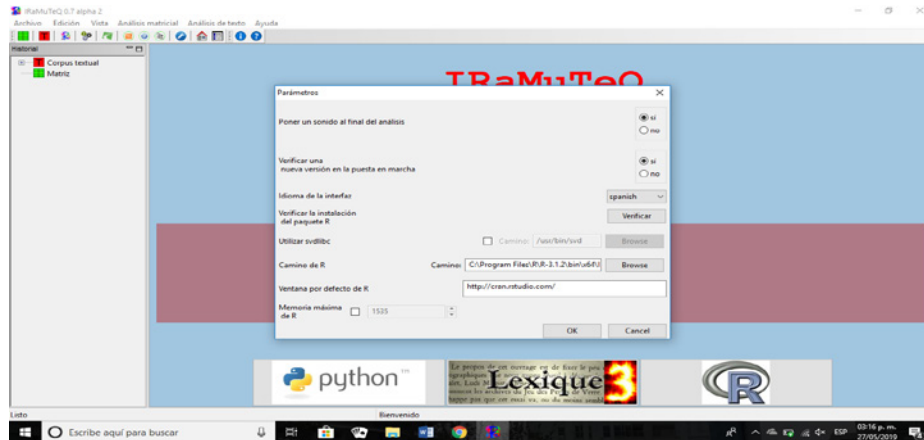 IRaMuTeQ 0.7 alpha 2
Archivo Edición Vista Análisis matricial Análisis de texto Ayuda
Historial
Corpus textual
Matriz
IRaMuTeQ
Parámetros
Poner un sonido al final del análisis
si
no
Verificar una
nueva versión en la puesta en marcha
si
no
Idioma de la interfaz
spanish
Verificar la instalación
del paquete R
Verificar
Utilizar svdlibc
Camino: /usr/bin/svd
Browse
Camino de R
Camino: C:\Program Files\R\R-3.1.2\bin\x64\
Browse
Ventana por defecto de R
http://cran.rstudio.com/
Memoria máxima
de R
1535
OK Cancel
python™
Lexique 3
R
Listo
Bienvenido
Escribe aquí para buscar
ESP
03:16 p. m.
27/05/2019